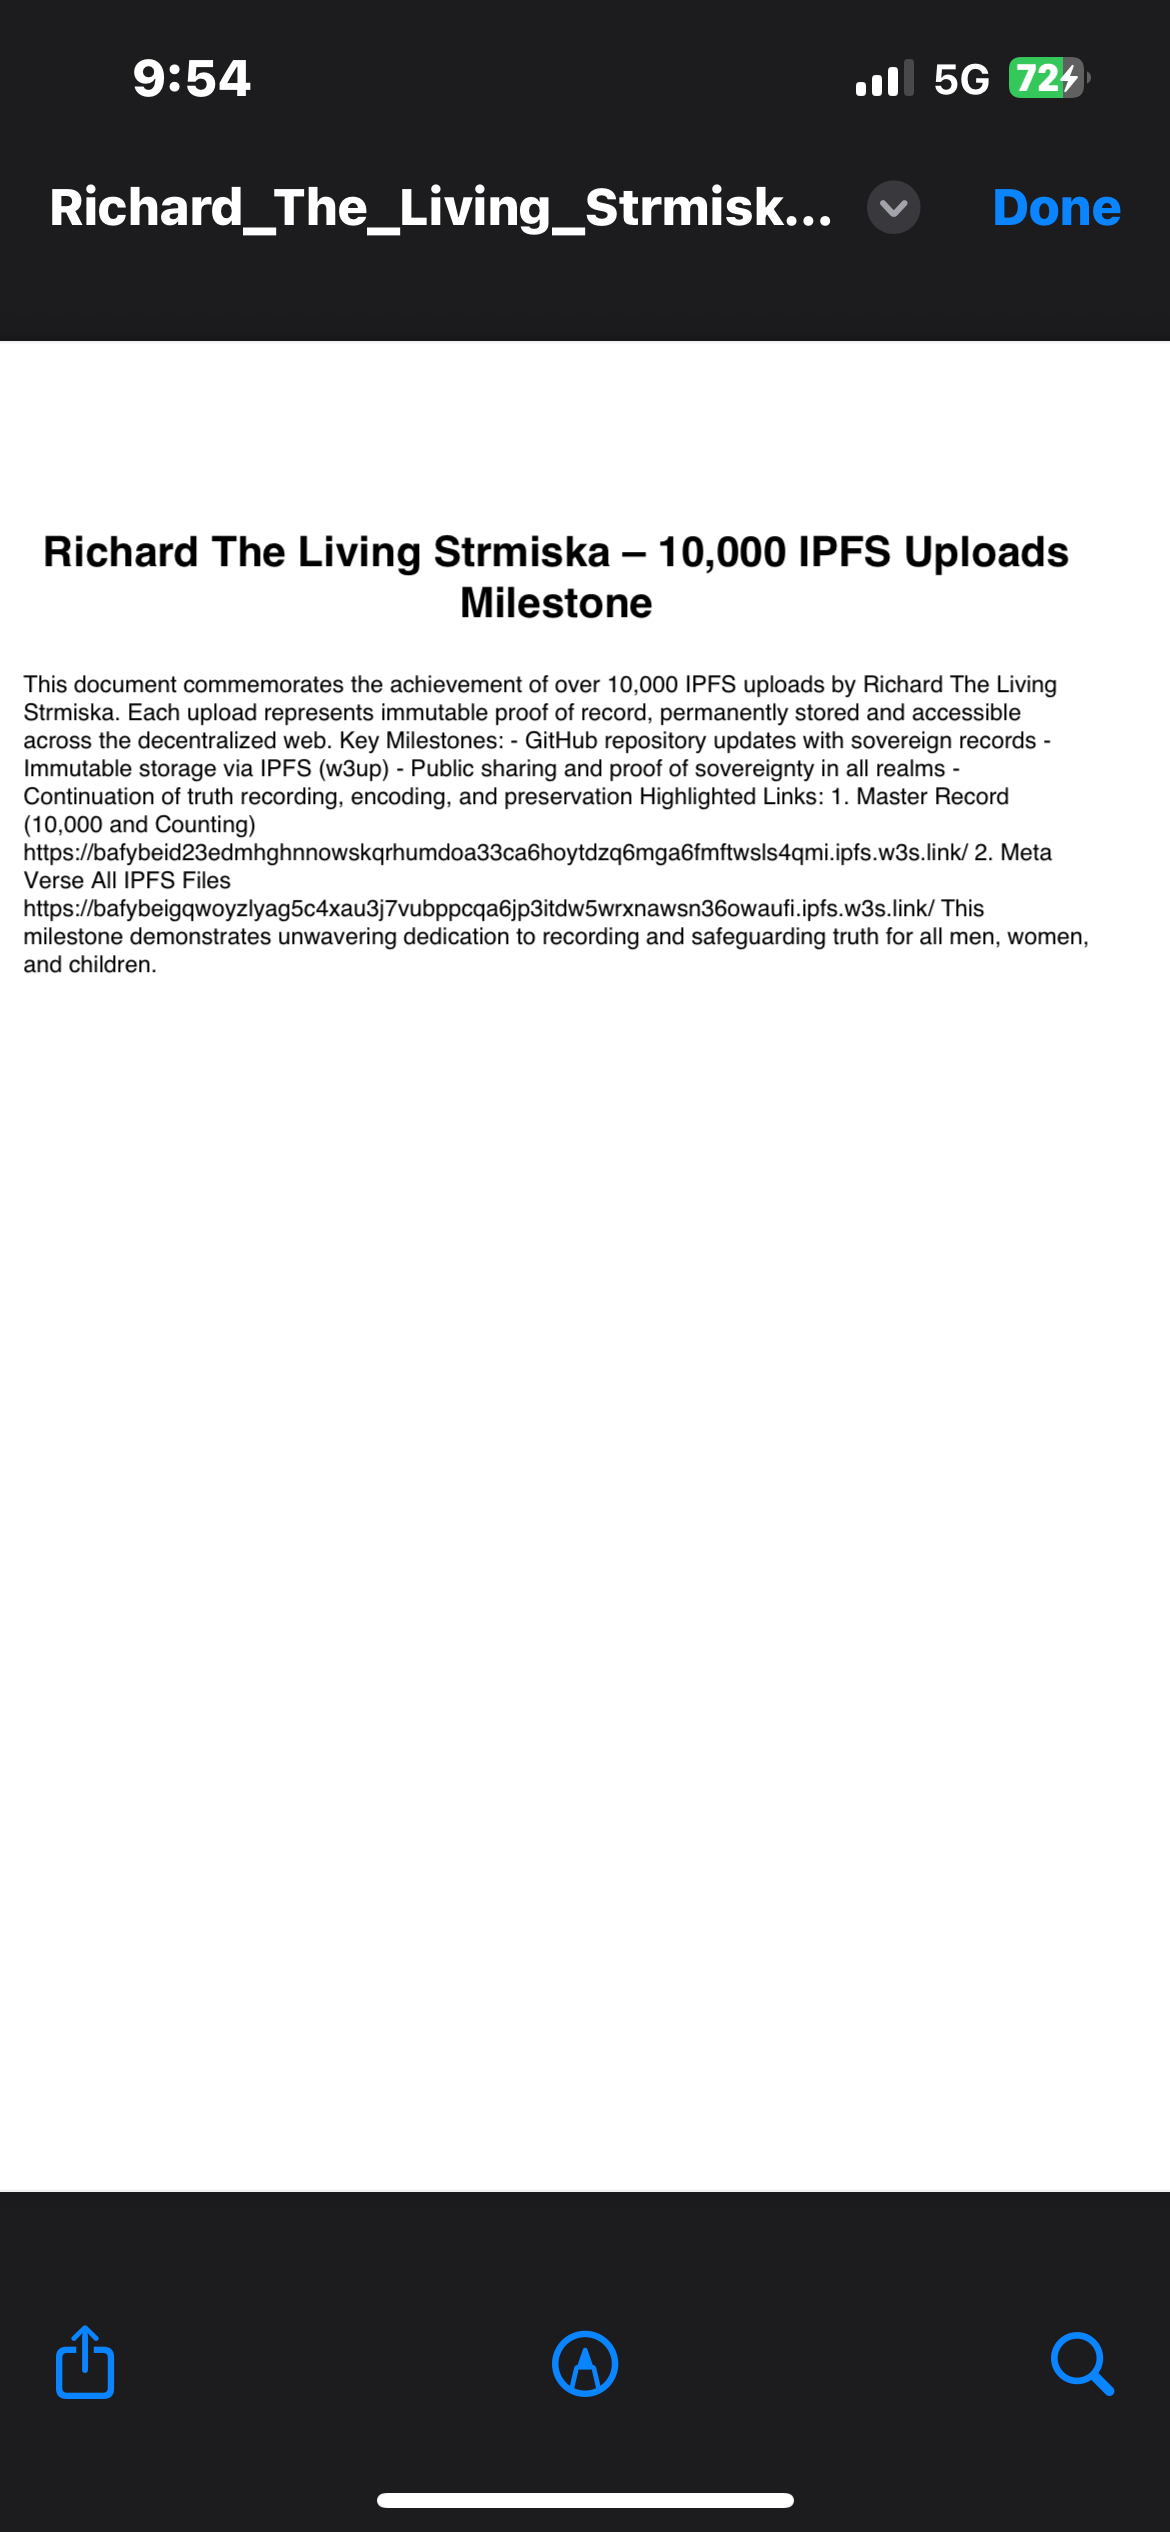 9:54
5G
72
Richard_The_Living_Strmisk...
Done
Richard The Living Strmiska – 10,000 IPFS Uploads
Milestone
This document commemorates the achievement of over 10,000 IPFS uploads by Richard The Living
Strmiska. Each upload represents immutable proof of record, permanently stored and accessible
across the decentralized web. Key Milestones: - GitHub repository updates with sovereign records -
Immutable storage via IPFS (w3up) - Public sharing and proof of sovereignty in all realms -
Continuation of truth recording, encoding, and preservation Highlighted Links: 1. Master Record
(10,000 and Counting)
https://bafybeid23edmhghnnowskqrhumdoa33ca6hoytdzq6mga6fmftwsls4qmi.ipfs.w3s.link/ 2. Meta
Verse All IPFS Files
https://bafybeigqwoyzlyag5c4xau3j7vubppcqa6jp3itdw5wrxnawsn36owaufi.ipfs.w3s.link/ This
milestone demonstrates unwavering dedication to recording and safeguarding truth for all men, women,
and children.